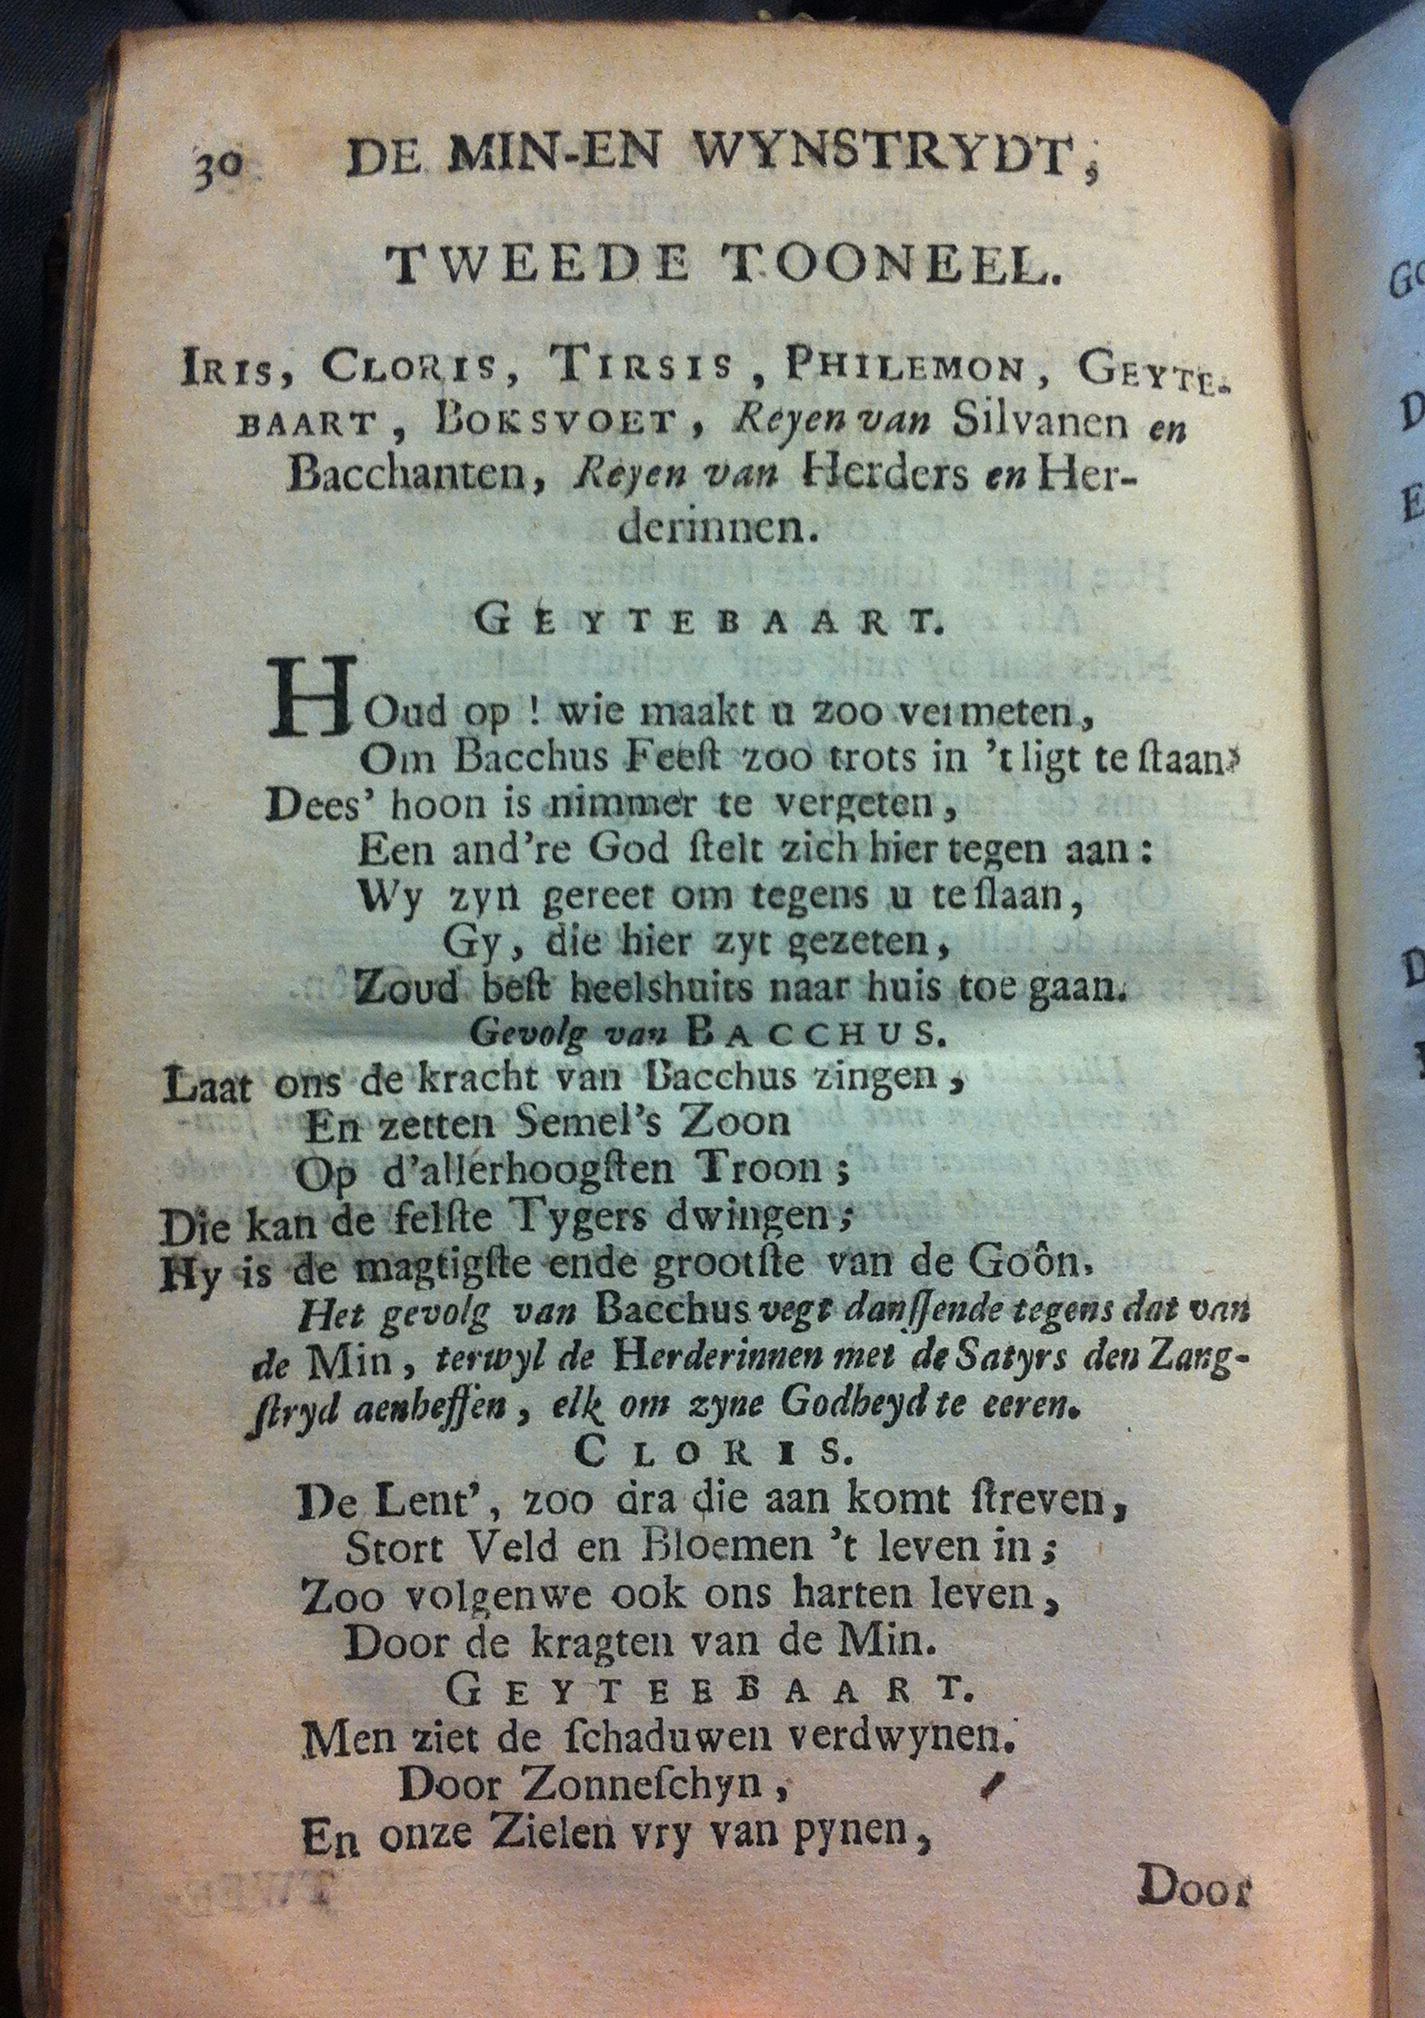 30 DE MIN-EN WYNSTRYDT,
TWEEDE TOONEEL.
IRIS, CLORIS, TIRSIS, PHILEMON, GEYTE-
BAART, BOKSVOET, Reyen van Silvanen en
Bacchanten, Reyen van Herders en Her-
derinnen.
GEYTEBAART.
HOud op! wie maakt u zoo vermeten,
Om Bacchus Feeſt zoo trots in 't ligt te ſtaan?
Dees' hoon is nimmer te vergeten,
Een and're God ſtelt zich hier tegen aan:
Wy zyn gereet om tegens u te ſlaan,
Gy, die hier zyt gezeten,
Zoud beſt heelshuits naar huis toe gaan.
Gevolg van BACCHUS.
Laat ons de kracht van Bacchus zingen,
En zetten Semel's Zoon
Op d'allerhoogſten Troon;
Die kan de felſte Tygers dwingen;
Hy is de magtigſte ende grootſte van de Goôn.
Het gevolg van Bacchus vegt danſſende tegens dat van
de Min, terwyl de Herderinnen met de Satyrs den Zang-
ſtryd aenheffen, elk om zyne Godheyd te eeren.
CLORIS.
De Lent', zoo dra die aan komt ſtreven,
Stort Veld en Bloemen 't leven in;
Zoo volgenwe ook ons harten leven,
Door de kragten van de Min.
GEYTEEBAART.
Men ziet de ſchaduwen verdwynen.
Door Zonneſchyn,
En onze Zielen vry van pynen,
Door